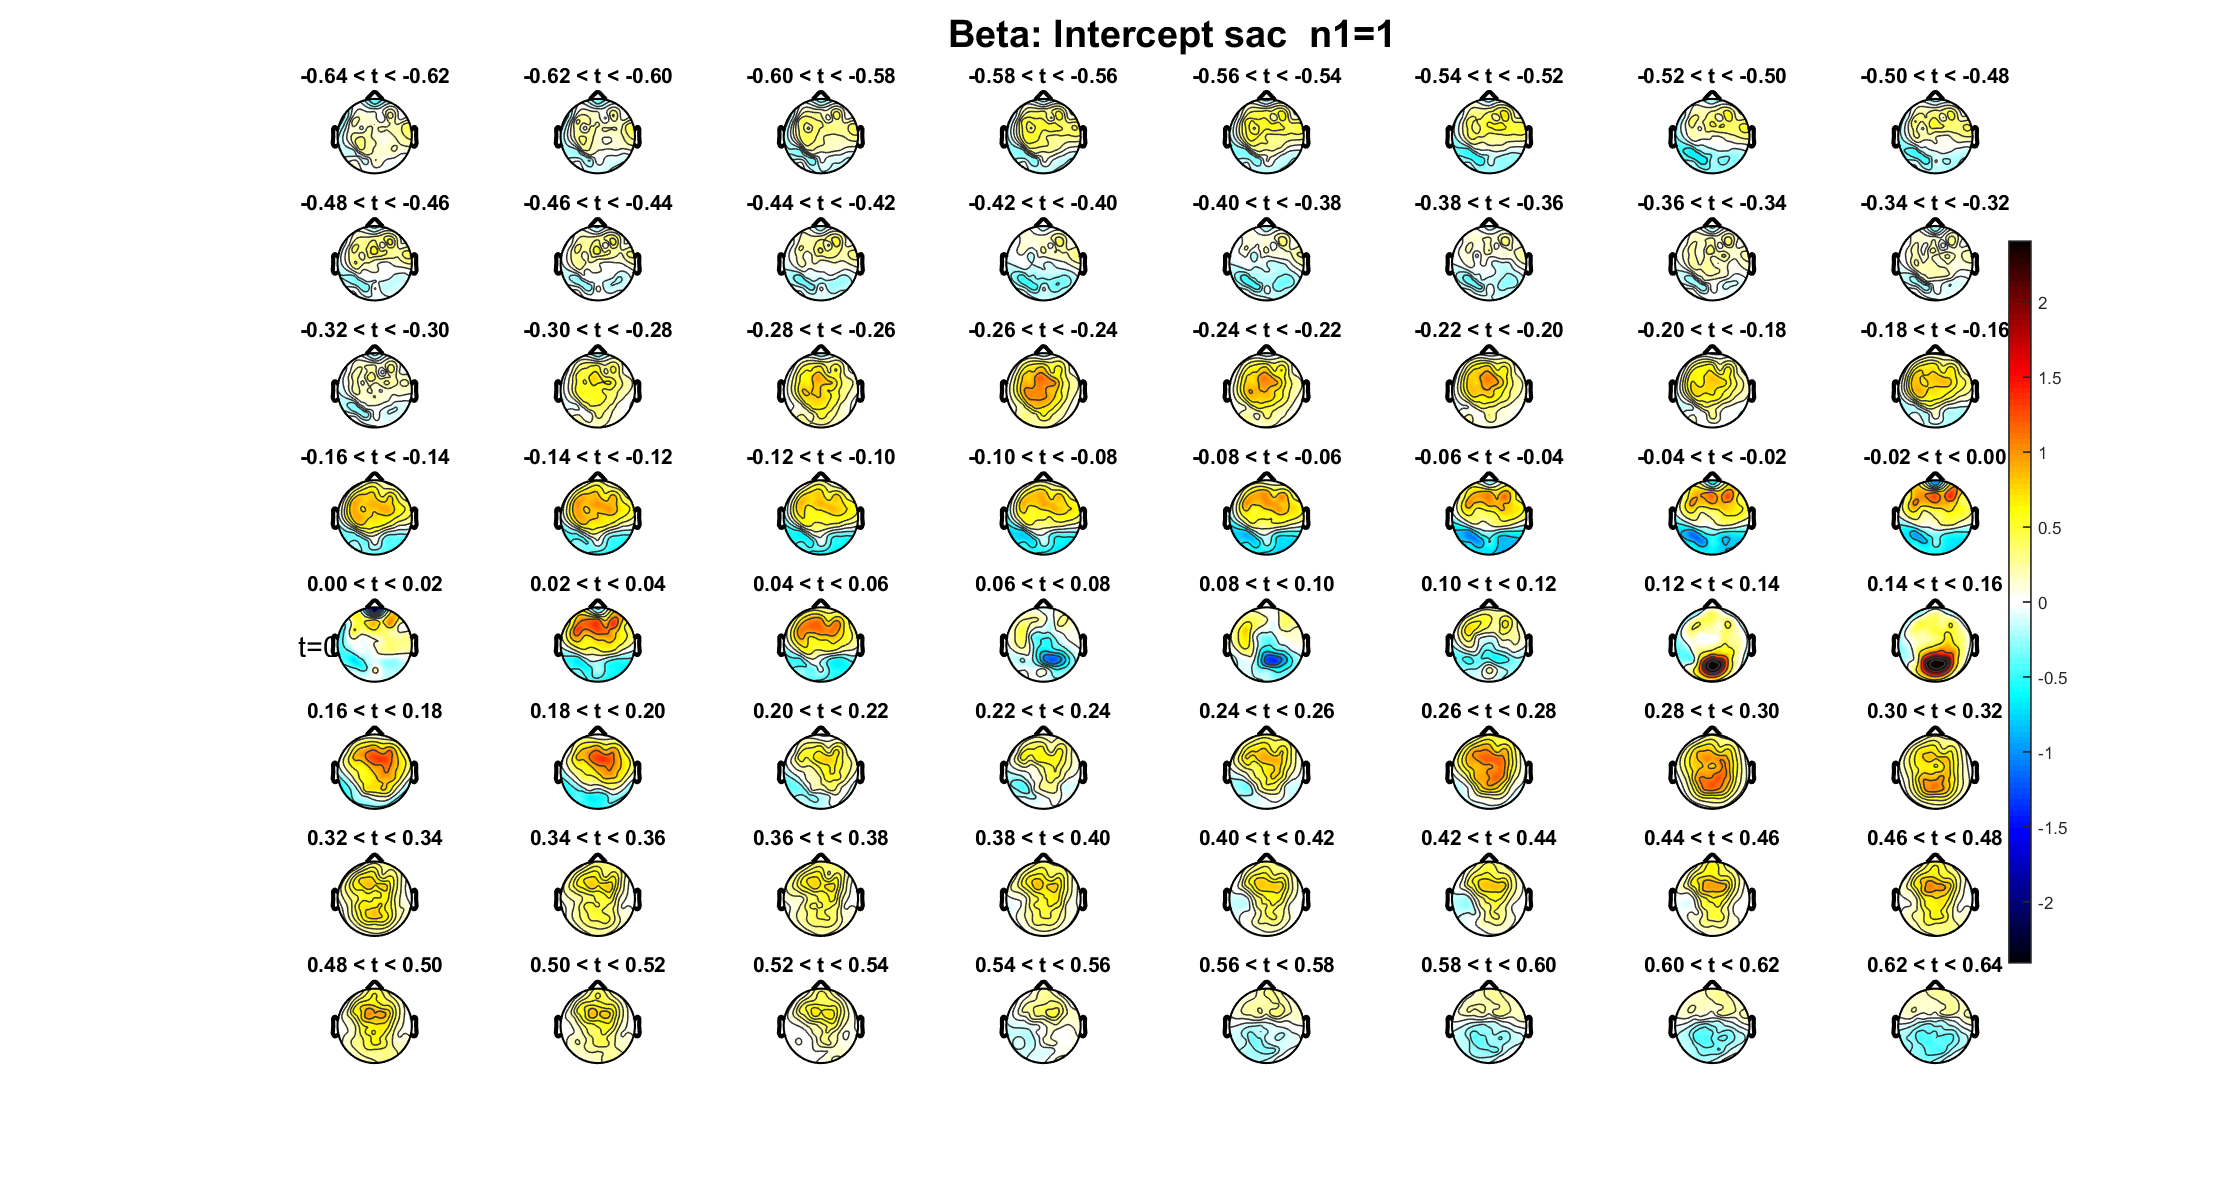 Beta: Intercept sac  n1=1
-0.64 < t < -0.62
-0.62 < t < -0.60
-0.60 < t < -0.58
-0.58 < t < -0.56
-0.56 < t < -0.54
-0.54 < t < -0.52
-0.52 < t < -0.50
-0.50 < t < -0.48
-0.48 < t < -0.46
-0.46 < t < -0.44
-0.44 < t < -0.42
-0.42 < t < -0.40
-0.40 < t < -0.38
-0.38 < t < -0.36
-0.36 < t < -0.34
-0.34 < t < -0.32
-0.32 < t < -0.30
-0.30 < t < -0.28
-0.28 < t < -0.26
-0.26 < t < -0.24
-0.24 < t < -0.22
-0.22 < t < -0.20
-0.20 < t < -0.18
-0.18 < t < -0.16
-0.16 < t < -0.14
-0.14 < t < -0.12
-0.12 < t < -0.10
-0.10 < t < -0.08
-0.08 < t < -0.06
-0.06 < t < -0.04
-0.04 < t < -0.02
-0.02 < t < 0.00
0.00 < t < 0.02
0.02 < t < 0.04
0.04 < t < 0.06
0.06 < t < 0.08
0.08 < t < 0.10
0.10 < t < 0.12
0.12 < t < 0.14
0.14 < t < 0.16
t=0
0.16 < t < 0.18
0.18 < t < 0.20
0.20 < t < 0.22
0.22 < t < 0.24
0.24 < t < 0.26
0.26 < t < 0.28
0.28 < t < 0.30
0.30 < t < 0.32
0.32 < t < 0.34
0.34 < t < 0.36
0.36 < t < 0.38
0.38 < t < 0.40
0.40 < t < 0.42
0.42 < t < 0.44
0.44 < t < 0.46
0.46 < t < 0.48
0.48 < t < 0.50
0.50 < t < 0.52
0.52 < t < 0.54
0.54 < t < 0.56
0.56 < t < 0.58
0.58 < t < 0.60
0.60 < t < 0.62
0.62 < t < 0.64
2
1.5
1
0.5
0
-0.5
-1
-1.5
-2